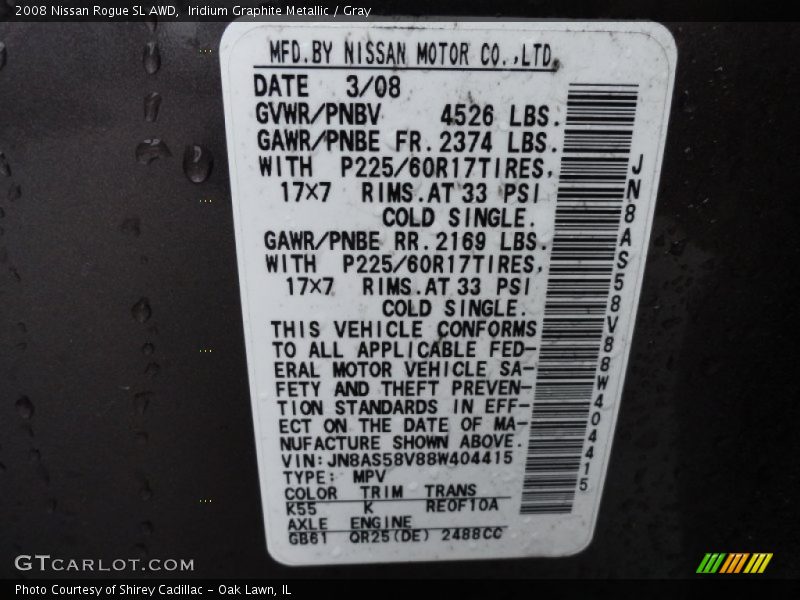 2008 Nissan Rogue SL AWD,  Iridium Graphite Metallic / Gray
MFD.BY NISSAN MOTOR CO.,LTD.
DATE 3/08
GVWR/PNBV 4526 LBS.
GAWR/PNBE FR.2374 LBS.
WITH P225/60R17TIRES,
17×7 RIMS.AT 33 PSI
COLD SINGLE.
GAWR/PNBE RR.2169 LBS.
WITH P225/60R17TIRES,
17×7 RIMS.AT 33 PSI
COLD SINGLE.
THIS VEHICLE CONFORMS
TO ALL APPLICABLE FED-
ERAL MOTOR VEHICLE SA-
FETY AND THEFT PREVEN-
TION STANDARDS IN EFF-
ECT ON THE DATE OF MA-
NUFACTURE SHOWN ABOVE.
VIN:JN8AS58V88W404415
TYPE: MPV
COLOR TRIM TRANS
K55 K RE0F10A
AXLE ENGINE
GB61 QR25(DE) 2488CC
JN8AS58V88W404415
GTCARLOT.COM
Photo Courtesy of Shirey Cadillac - Oak Lawn, IL